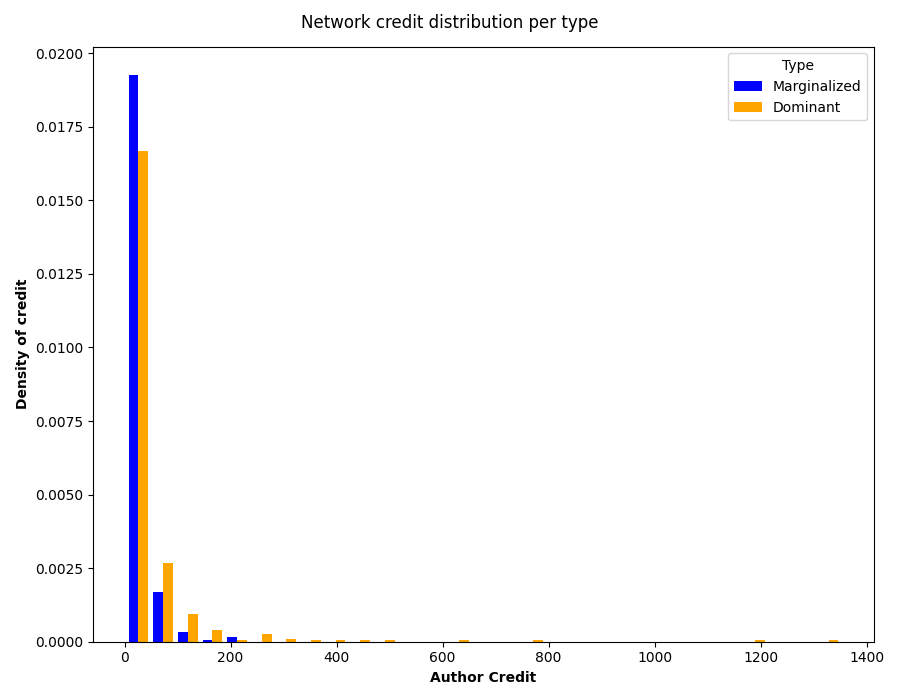 Network credit distribution per type
Type
Marginalized
Dominant
0.0200
0.0175
0.0150
0.0125
0.0100
0.0075
0.0050
0.0025
0.0000
Density of credit
0
200
400
600
800
1000
1200
1400
Author Credit